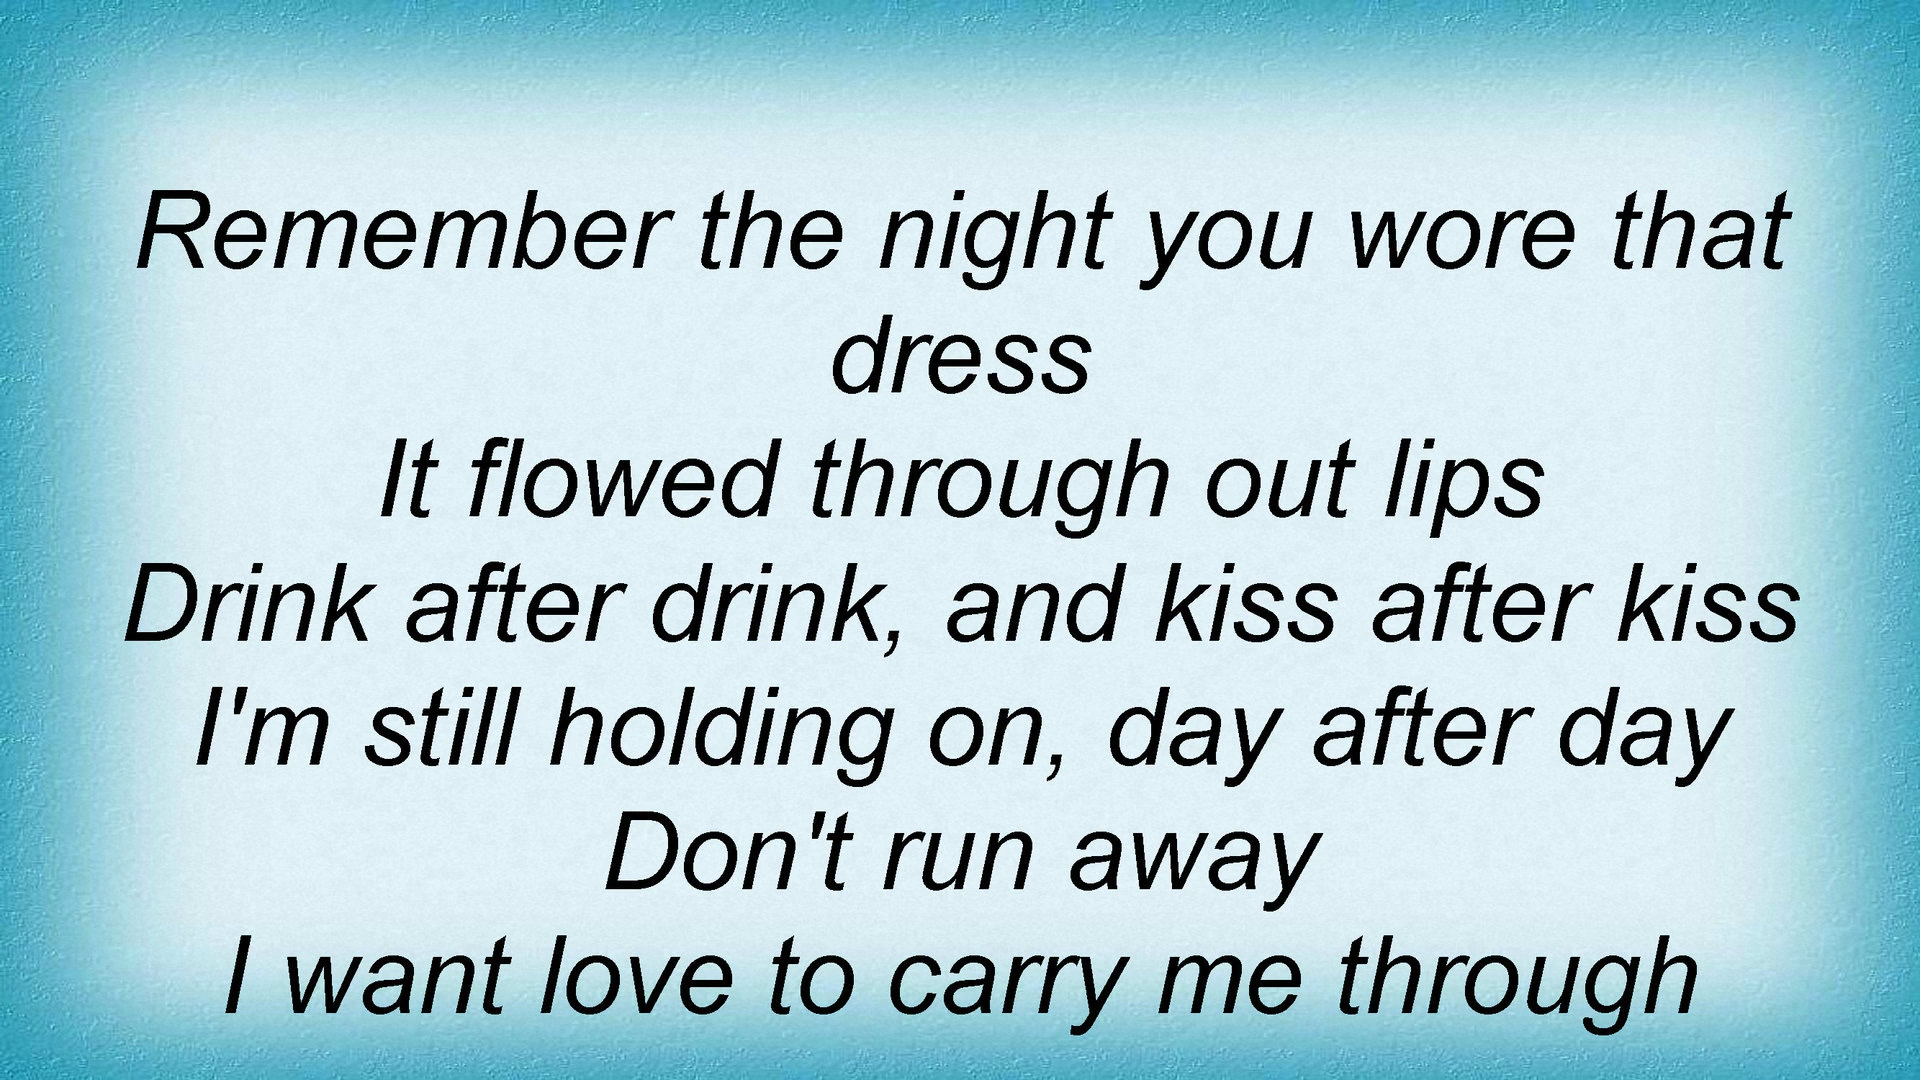 Remember the night you wore that
dress
It flowed through out lips
Drink after drink, and kiss after kiss
I'm still holding on, day after day
Don't run away
I want love to carry me through